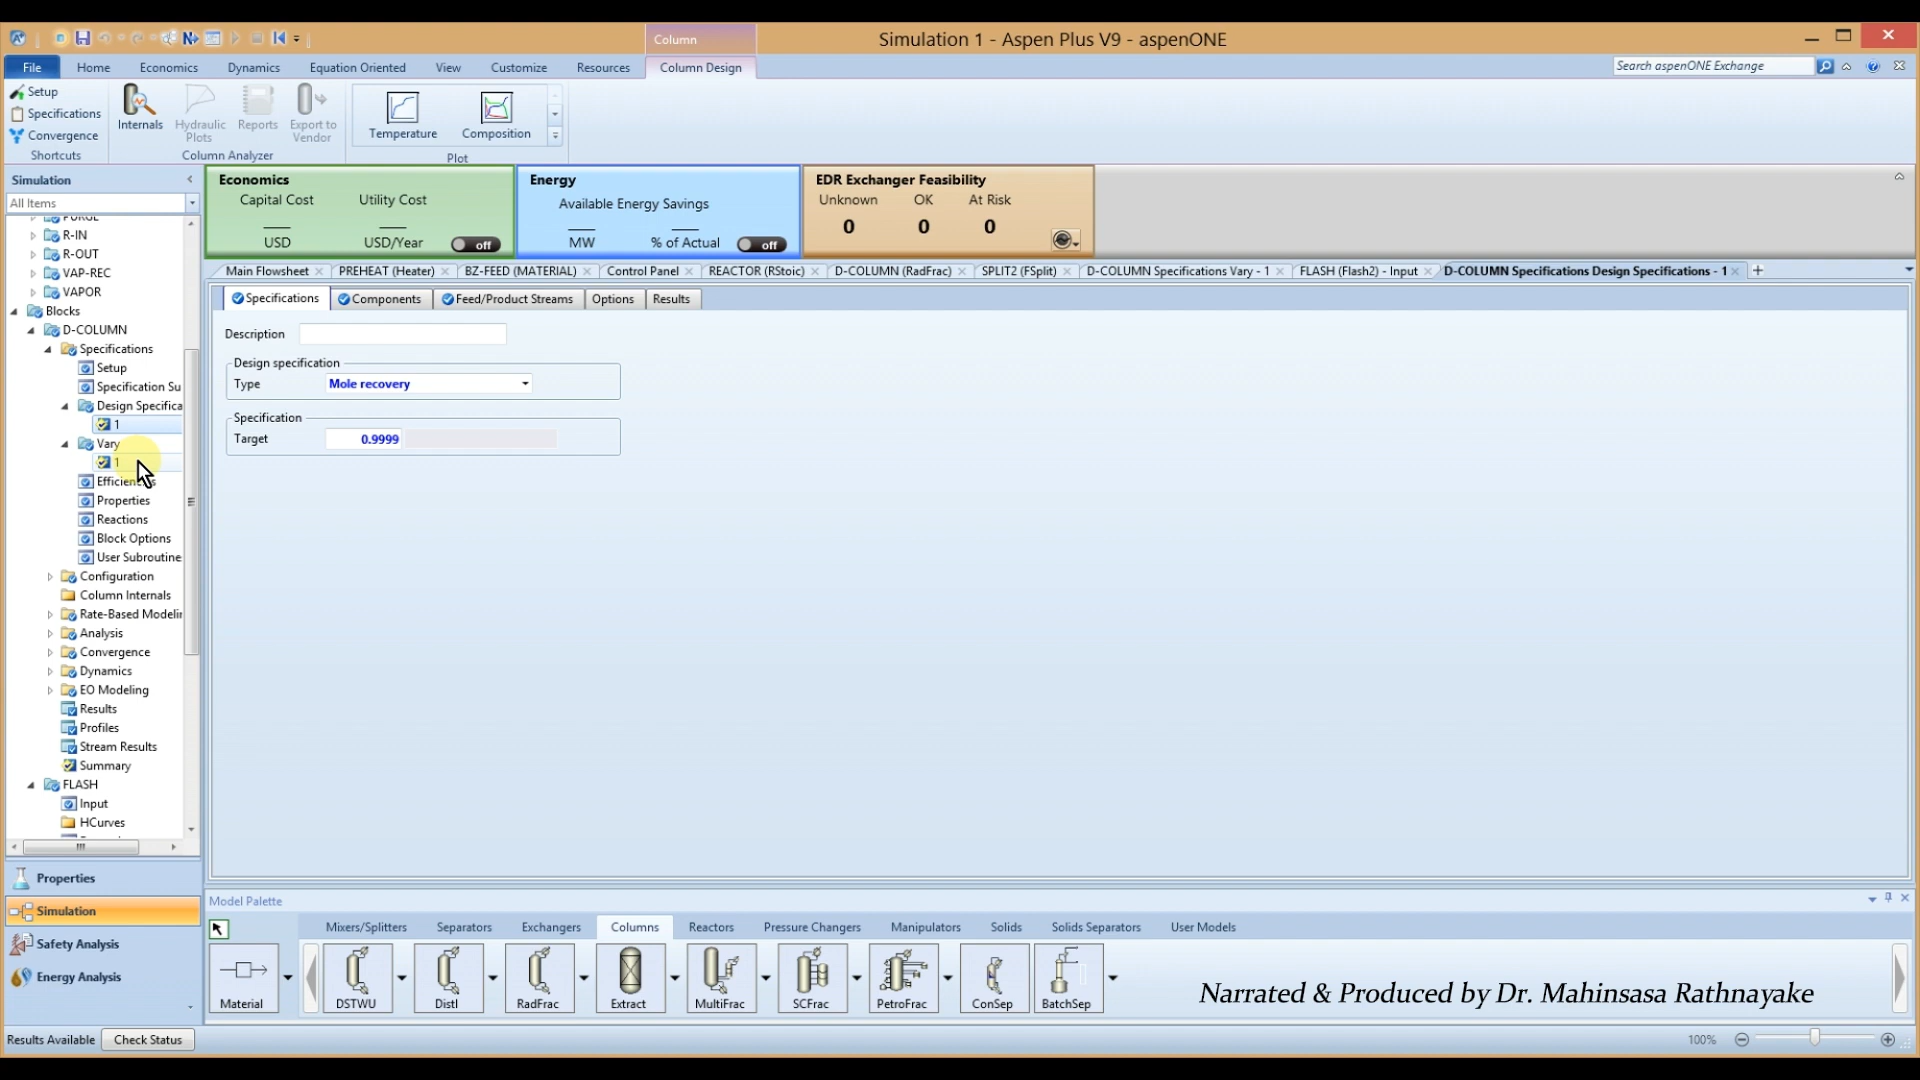 Column
Simulation 1 - Aspen Plus V9 - aspenONE
File
Home
Economics
Dynamics
Equation Oriented
View
Customize
Resources
Column Design
Search aspenONE Exchange
Setup
Specifications
Convergence
Shortcuts
Internals
Hydraulic
Plots
Reports
Export to
Vendor
Column Analyzer
Temperature
Composition
Plot
Simulation
All Items
Economics
Capital Cost
Utility Cost
USD
USD/Year
off
Energy
Available Energy Savings
MW
% of Actual
off
EDR Exchanger Feasibility
Unknown
OK
At Risk
0
0
0
Main Flowsheet
PREHEAT (Heater)
BZ-FEED (MATERIAL)
Control Panel
REACTOR (RStoic)
D-COLUMN (RadFrac)
SPLIT2 (FSplit)
D-COLUMN Specifications Vary - 1
FLASH (Flash2) - Input
D-COLUMN Specifications Design Specifications - 1
Specifications
Components
Feed/Product Streams
Options
Results
Description
Design specification
Type
Mole recovery
Specification
Target
0.9999
PURGE
R-IN
R-OUT
VAP-REC
VAPOR
Blocks
D-COLUMN
Specifications
Setup
Specification Su
Design Specifica
1
Vary
1
Properties
Reactions
Block Options
User Subroutine
Configuration
Column Internals
Rate-Based Modelin
Analysis
Convergence
Dynamics
EO Modeling
Results
Profiles
Stream Results
Summary
FLASH
Input
HCurves
Properties
Simulation
Safety Analysis
Energy Analysis
Model Palette
Mixers/Splitters
Separators
Exchangers
Columns
Reactors
Pressure Changers
Manipulators
Solids
Solids Separators
User Models
Material
DSTWU
Distl
RadFrac
Extract
MultiFrac
SCFrac
PetroFrac
ConSep
BatchSep
Narrated & Produced by Dr. Mahinsasa Rathnayake
Results Available
Check Status
100%